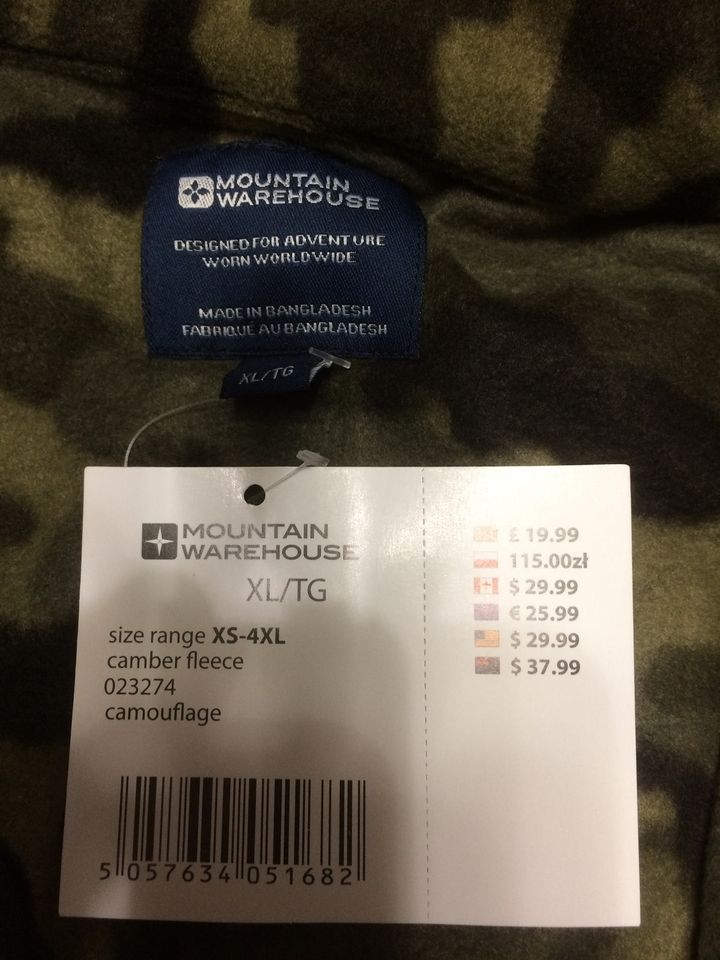 MOUNTAIN
WAREHOUSE
DESIGNED FOR ADVENTURE
WORN WORLDWIDE
MADE IN BANGLADESH
FABRIQUE AU BANGLADESH
XL/TG
MOUNTAIN
WAREHOUSE
XL/TG
size range XS-4XL
camber fleece
023274
camouflage
5 057634 051682
£ 19.99
115.00zł
$ 29.99
€ 25.99
$ 29.99
$ 37.99